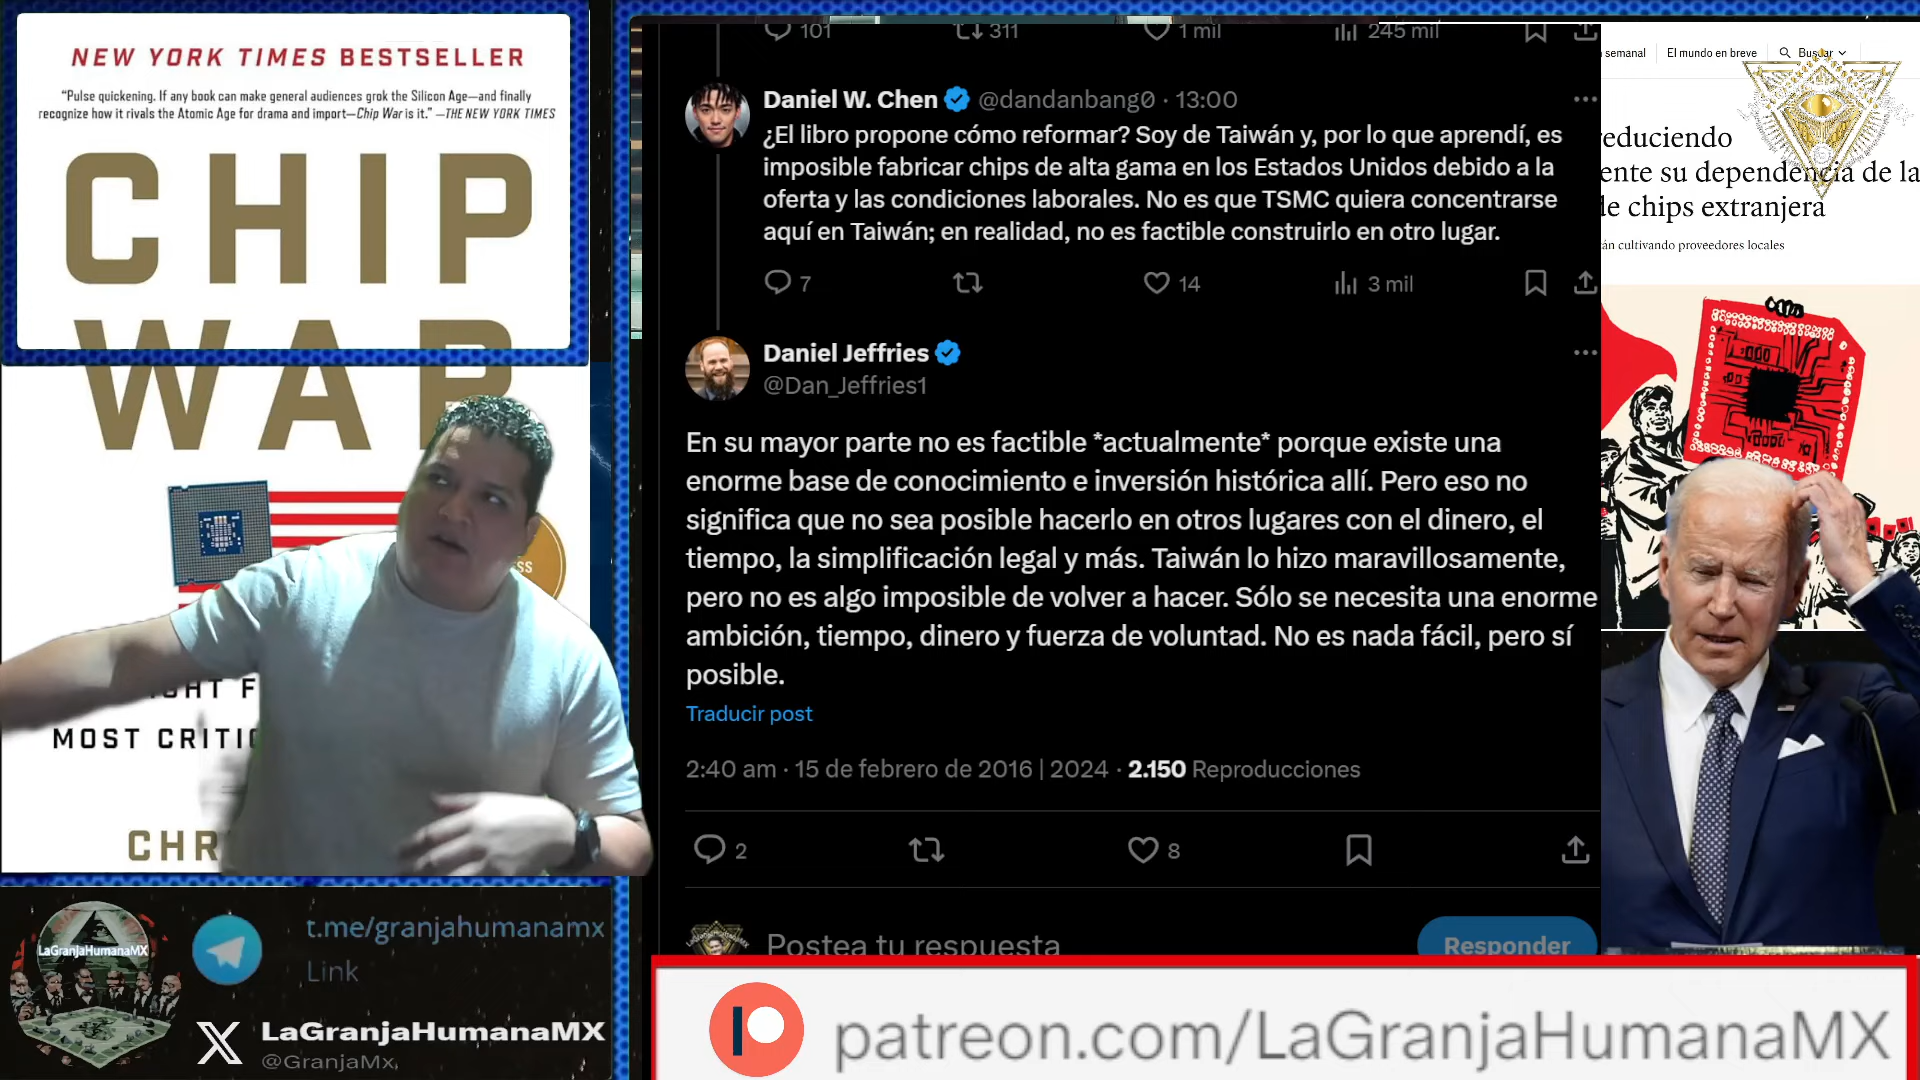 NEW YORK TIMES BESTSELLER
“Pulse quickening. If any book can make general audiences grok the Silicon Age—and finally
recognize how it rivals the Atomic Age for drama and import—Chip War is it.” —THE NEW YORK TIMES
CHIP
WAR
MOST CRITIC
CHR
LaGranjaHumanaMX
t.me/granjahumanamx
Link
LaGranjaHumanaMX
@GranjaMx
101
311
1 mil
245 mil
Daniel W. Chen @dandanbang0 · 13:00
¿El libro propone cómo reformar? Soy de Taiwán y, por lo que aprendí, es
imposible fabricar chips de alta gama en los Estados Unidos debido a la
oferta y las condiciones laborales. No es que TSMC quiera concentrarse
aquí en Taiwán; en realidad, no es factible construirlo en otro lugar.
7
14
3 mil
Daniel Jeffries
@Dan_Jeffries1
En su mayor parte no es factible *actualmente* porque existe una
enorme base de conocimiento e inversión histórica allí. Pero eso no
significa que no sea posible hacerlo en otros lugares con el dinero, el
tiempo, la simplificación legal y más. Taiwán lo hizo maravillosamente,
pero no es algo imposible de volver a hacer. Sólo se necesita una enorme
ambición, tiempo, dinero y fuerza de voluntad. No es nada fácil, pero sí
posible.
Traducir post
2:40 am · 15 de febrero de 2016 | 2024 · 2.150 Reproducciones
2
8
Postea tu respuesta
Responder
semanal
El mundo en breve
Buscar
reduciendo
ente su dependencia de la
de chips extranjera
án cultivando proveedores locales
patreon.com/LaGranjaHumanaMX